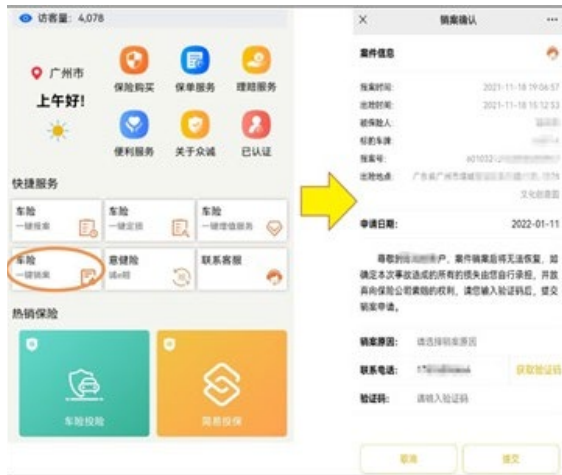 访客量: 4,078
广州市
上午好!
保险购买
保单服务
理赔服务
便利服务
关于众诚
已认证
快捷服务
车险
一键报案
车险
一键定损
车险
一键增值服务
车险
一键销案
意健险
联系客服
热销保险
车险投险
简易投保
×
销案确认
...
案件信息
报案时间:
2021-11-18 19:06:57
出险时间:
2021-11-18 15:12:53
被保险人:
标的车牌:
报案号:
出险地点:
广东省广州市
文化创意园
申请日期:
2022-01-11
尊敬的 户，案件销案后将无法恢复，如
确定本次事故造成的所有的损失由您自行承担，并放
弃向保险公司索赔的权利，请您输入验证码后，提交
销案申请。
销案原因:
请选择销案原因
联系电话:
获取验证码
验证码:
请输入验证码
取消
提交